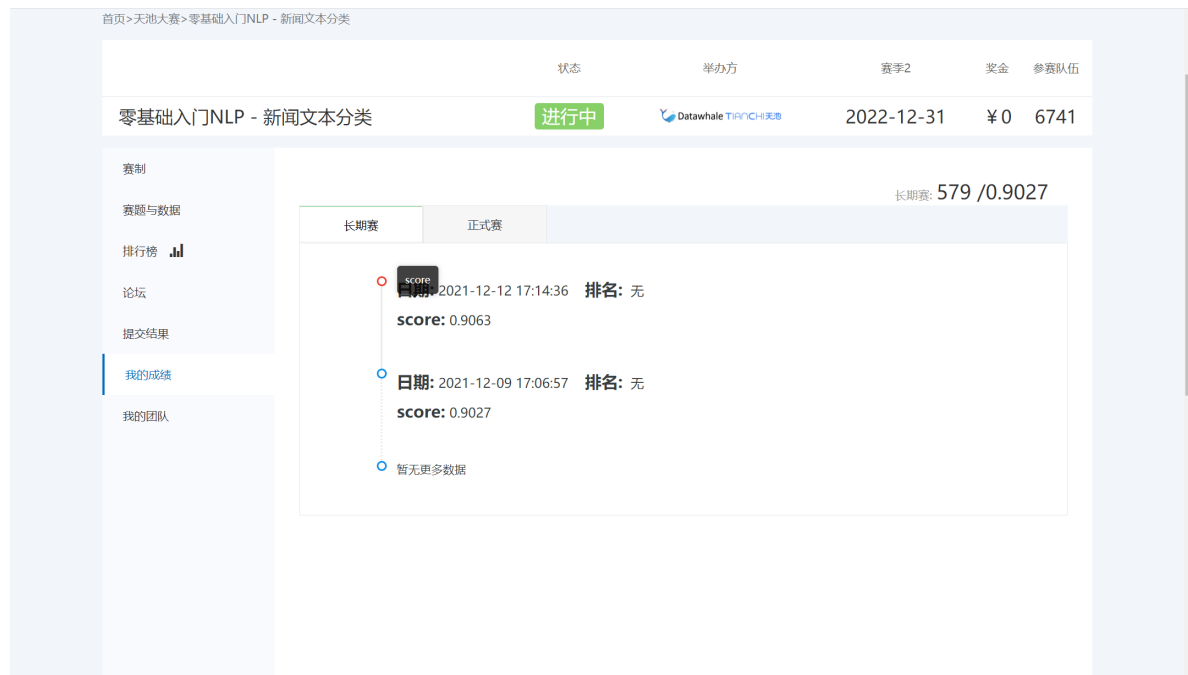 首页>天池大赛>零基础入门NLP - 新闻文本分类
状态 举办方 赛季2 奖金 参赛队伍
零基础入门NLP - 新闻文本分类 进行中 Datawhale TIANCHI天池 2022-12-31 ¥0 6741
赛制
赛题与数据
排行榜
论坛
提交结果
我的成绩
我的团队
长期赛: 579 /0.9027
长期赛 正式赛
score
日期: 2021-12-12 17:14:36 排名: 无
score: 0.9063
日期: 2021-12-09 17:06:57 排名: 无
score: 0.9027
暂无更多数据